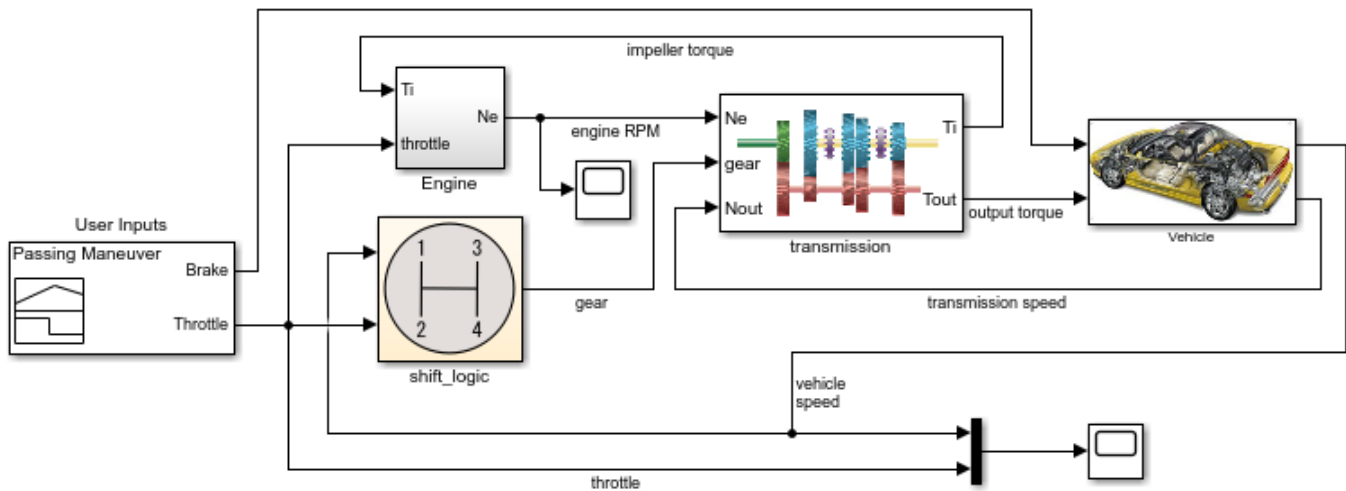 impeller torque
Ti
throttle
Ne
Engine
engine RPM
Ne
gear
Nout
Ti
Tout
transmission
output torque
Vehicle
User Inputs
Passing Maneuver
Brake
Throttle
1 3
2 4
shift_logic
gear
transmission speed
vehicle
speed
throttle